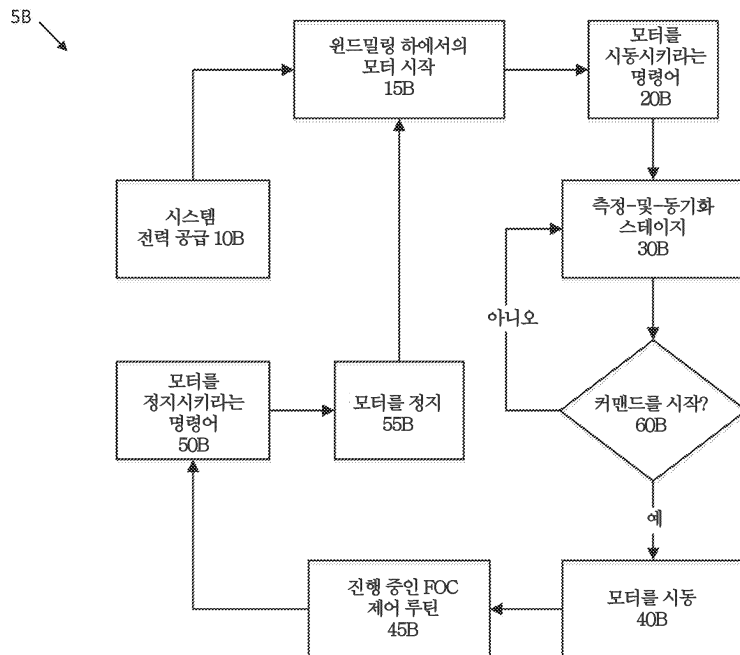 5B
윈드밀링 하에서의
모터 시작
15B
모터를
시동시키라는
명령어
20B
시스템
전력 공급 10B
측정-및-동기화
스테이지
30B
아니오
모터를
정지시키라는
명령어
50B
모터를 정지
55B
커맨드를 시작?
60B
예
진행 중인 FOC
제어 루틴
45B
모터를 시동
40B